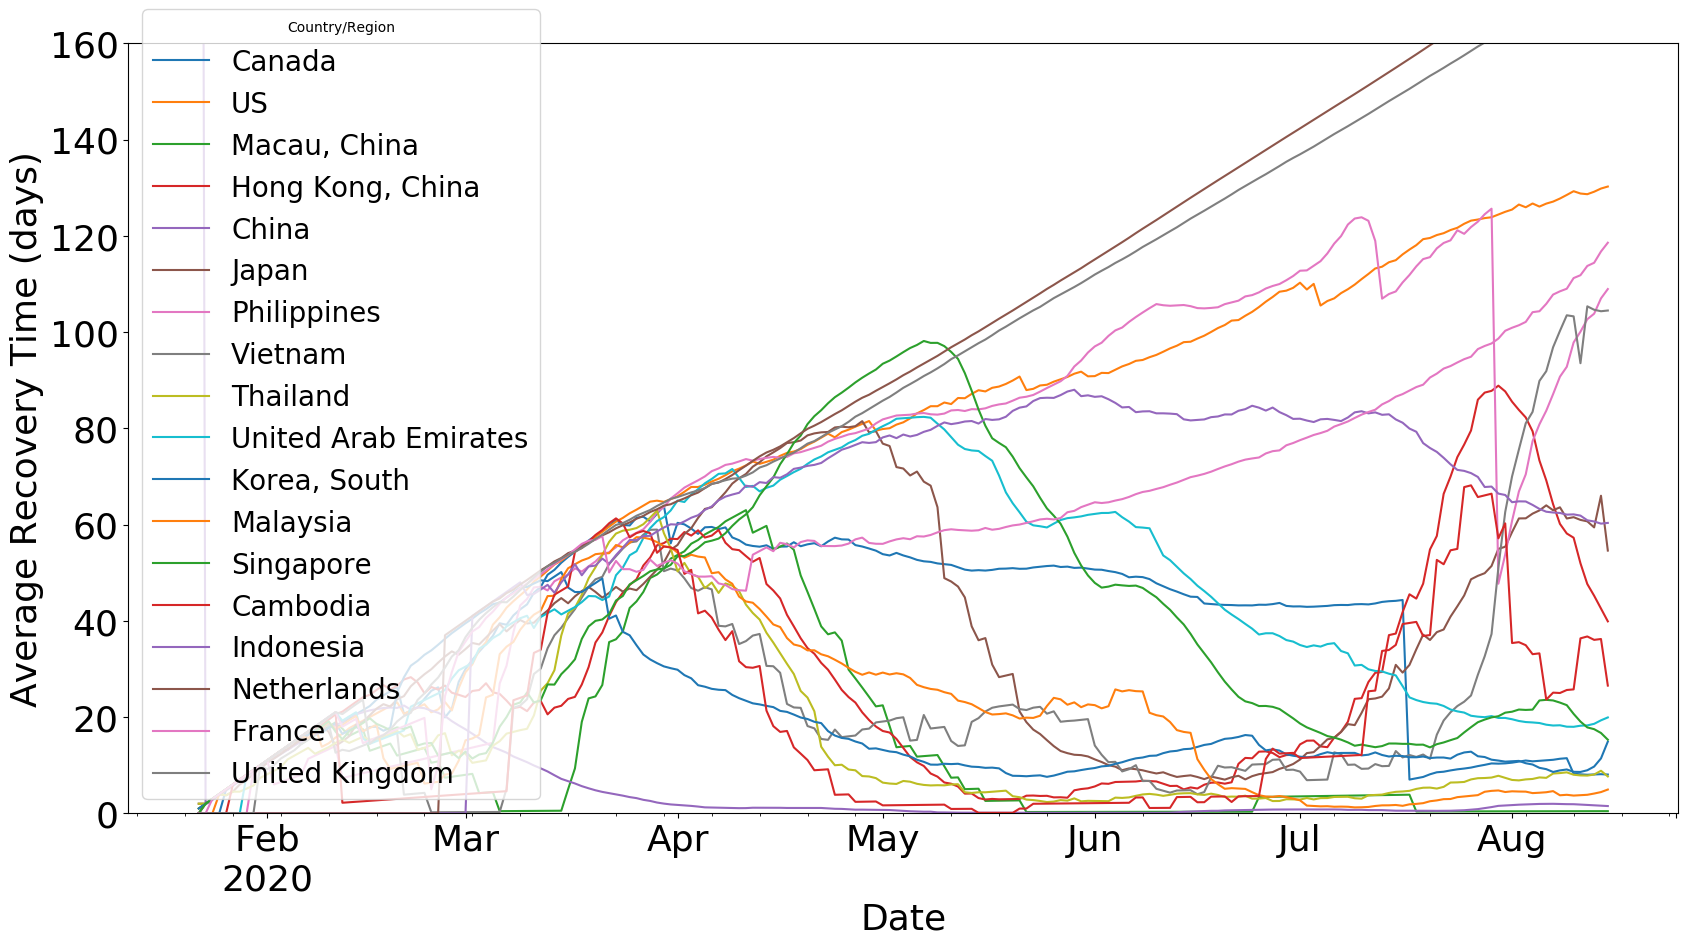 Country/Region
Canada
US
Macau, China
Hong Kong, China
China
Japan
Philippines
Vietnam
Thailand
United Arab Emirates
Korea, South
Malaysia
Singapore
Cambodia
Indonesia
Netherlands
France
United Kingdom
Average Recovery Time (days)
160
140
120
100
80
60
40
20
0
Feb Mar Apr May Jun Jul Aug
2020
Date